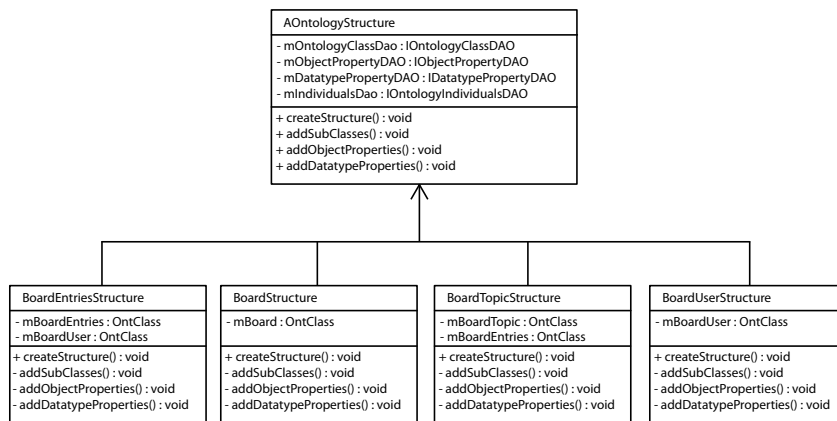 AOntologyStructure
- mOntologyClassDao : IOntologyClassDAO
- mObjectPropertyDAO : IObjectPropertyDAO
- mDatatypePropertyDAO : IDatatypePropertyDAO
- mIndividualsDao : IOntologyIndividualsDAO
+ createStructure() : void
+ addSubClasses() : void
+ addObjectProperties() : void
+ addDatatypeProperties() : void
BoardEntriesStructure
- mBoardEntries : OntClass
- mBoardUser : OntClass
+ createStructure() : void
- addSubClasses() : void
- addObjectProperties() : void
- addDatatypeProperties() : void
BoardStructure
- mBoard : OntClass
+ createStructure() : void
- addSubClasses() : void
- addObjectProperties() : void
- addDatatypeProperties() : void
BoardTopicStructure
- mBoardTopic : OntClass
- mBoardEntries : OntClass
+ createStructure() : void
- addSubClasses() : void
- addObjectProperties() : void
- addDatatypeProperties() : void
BoardUserStructure
- mBoardUser : OntClass
+ createStructure() : void
- addSubClasses() : void
- addObjectProperties() : void
- addDatatypeProperties() : void